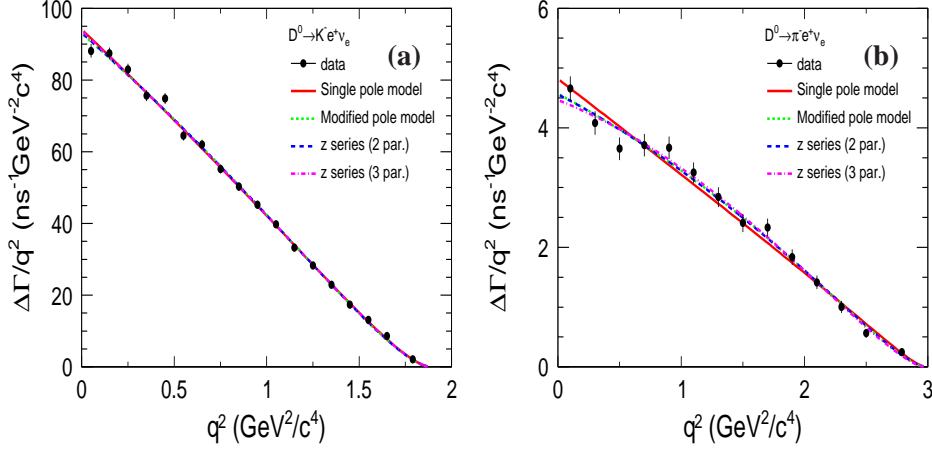 ΔΓ/q² (ns⁻¹GeV⁻²c⁴)
100
80
60
40
20
0
D⁰→K⁻e⁺νₑ
(a)
data
Single pole model
Modified pole model
z series (2 par.)
z series (3 par.)
0 0.5 1 1.5 2
q² (GeV²/c⁴)
ΔΓ/q² (ns⁻¹GeV⁻²c⁴)
6
4
2
0
D⁰→π⁻e⁺νₑ
(b)
data
Single pole model
Modified pole model
z series (2 par.)
z series (3 par.)
0 1 2 3
q² (GeV²/c⁴)